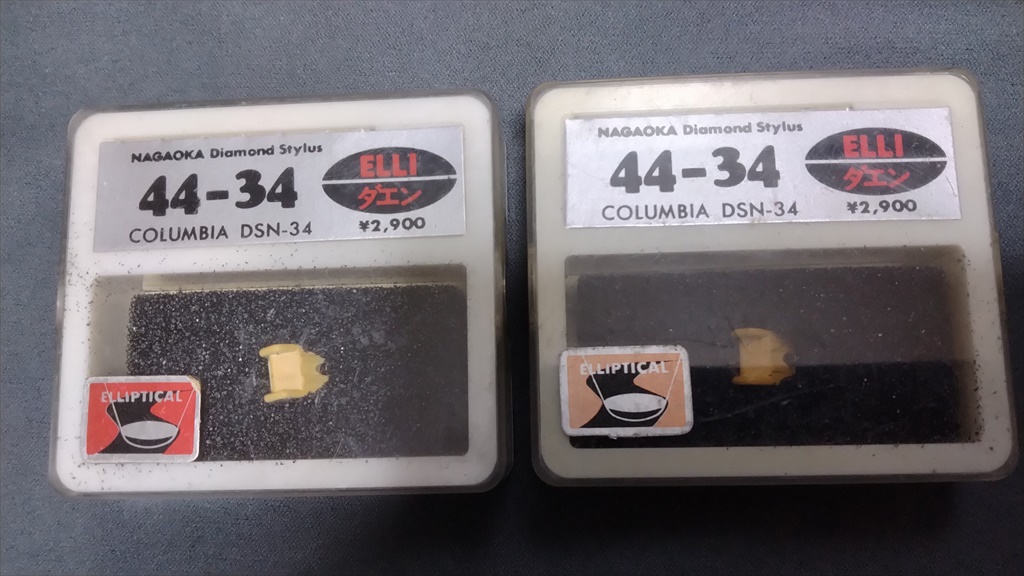 NAGAOKA Diamond Stylus
44-34
COLUMBIA DSN-34
ELLI
ダエン
¥2,900
ELLIPTICAL
NAGAOKA Diamond Stylus
44-34
COLUMBIA DSN-34
ELLI
ダエン
¥2,900
ELLIPTICAL